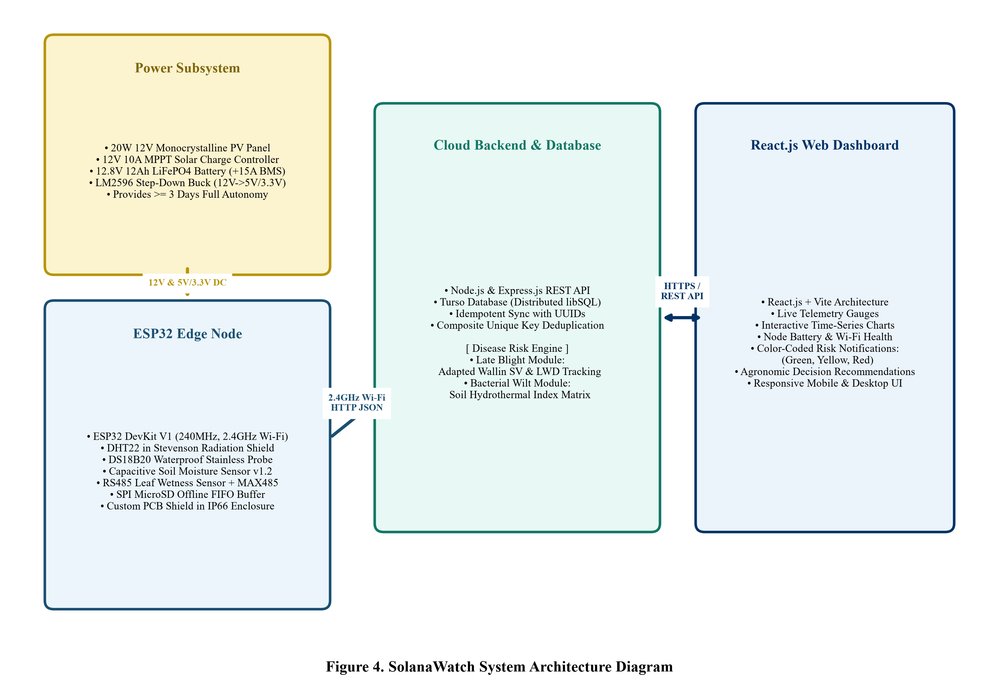 Power Subsystem
• 20W 12V Monocrystalline PV Panel
• 12V 10A MPPT Solar Charge Controller
• 12.8V 12Ah LiFePO4 Battery (+15A BMS)
• LM2596 Step-Down Buck (12V->5V/3.3V)
• Provides >= 3 Days Full Autonomy
12V & 5V/3.3V DC
ESP32 Edge Node
• ESP32 DevKit V1 (240MHz, 2.4GHz Wi-Fi)
• DHT22 in Stevenson Radiation Shield
• DS18B20 Waterproof Stainless Probe
• Capacitive Soil Moisture Sensor v1.2
• RS485 Leaf Wetness Sensor + MAX485
• SPI MicroSD Offline FIFO Buffer
• Custom PCB Shield in IP66 Enclosure
2.4GHz Wi-Fi
HTTP JSON
Cloud Backend & Database
• Node.js & Express.js REST API
• Turso Database (Distributed libSQL)
• Idempotent Sync with UUIDs
• Composite Unique Key Deduplication
[ Disease Risk Engine ]
• Late Blight Module:
Adapted Wallin SV & LWD Tracking
• Bacterial Wilt Module:
Soil Hydrothermal Index Matrix
HTTPS /
REST API
React.js Web Dashboard
• React.js + Vite Architecture
• Live Telemetry Gauges
• Interactive Time-Series Charts
• Node Battery & Wi-Fi Health
• Color-Coded Risk Notifications:
(Green, Yellow, Red)
• Agronomic Decision Recommendations
• Responsive Mobile & Desktop UI
Figure 4. SolanaWatch System Architecture Diagram